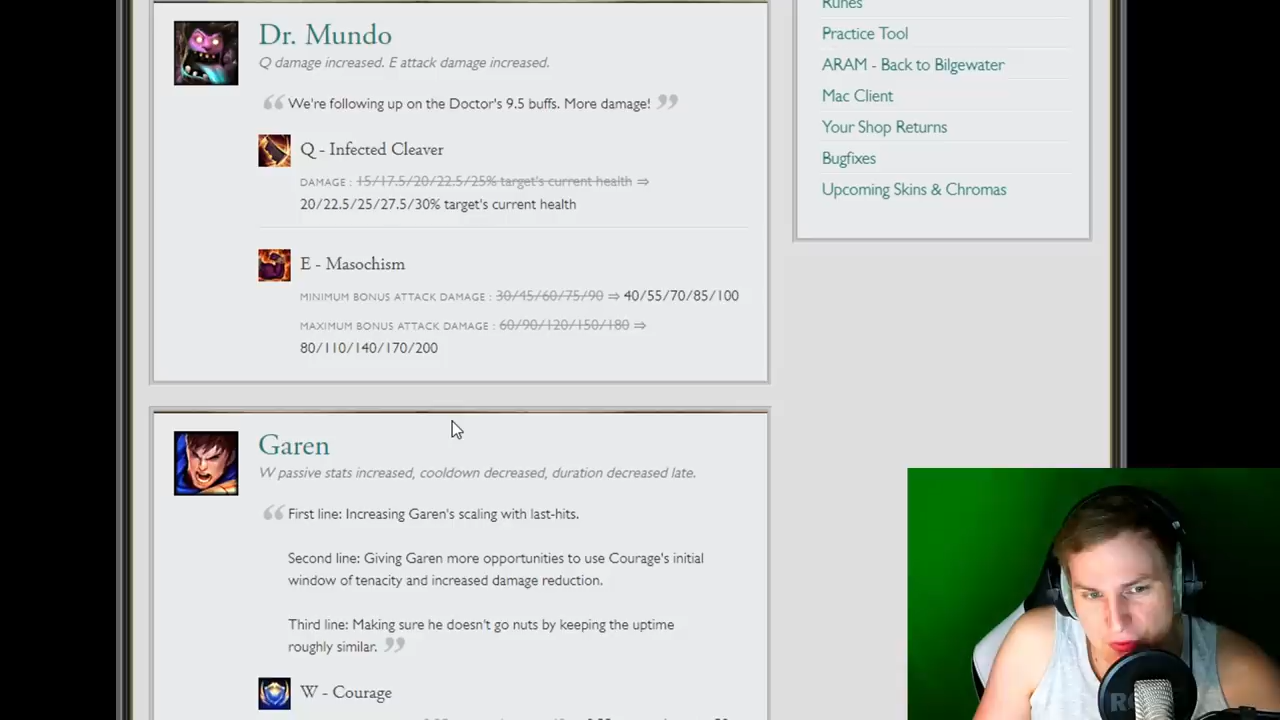 Runes
Dr. Mundo
Practice Tool
Q damage increased. E attack damage increased.
ARAM - Back to Bilgewater
“ We're following up on the Doctor's 9.5 buffs. More damage! ”
Mac Client
Your Shop Returns
Q - Infected Cleaver
Bugfixes
DAMAGE : 15/17.5/20/22.5/25% target's current health ⇒
Upcoming Skins & Chromas
20/22.5/25/27.5/30% target's current health
E - Masochism
MINIMUM BONUS ATTACK DAMAGE : 30/45/60/75/90 ⇒ 40/55/70/85/100
MAXIMUM BONUS ATTACK DAMAGE : 60/90/120/150/180 ⇒
80/110/140/170/200
Garen
W passive stats increased, cooldown decreased, duration decreased late.
“ First line: Increasing Garen's scaling with last-hits.
Second line: Giving Garen more opportunities to use Courage's initial
window of tenacity and increased damage reduction.
Third line: Making sure he doesn't go nuts by keeping the uptime
roughly similar. ”
W - Courage